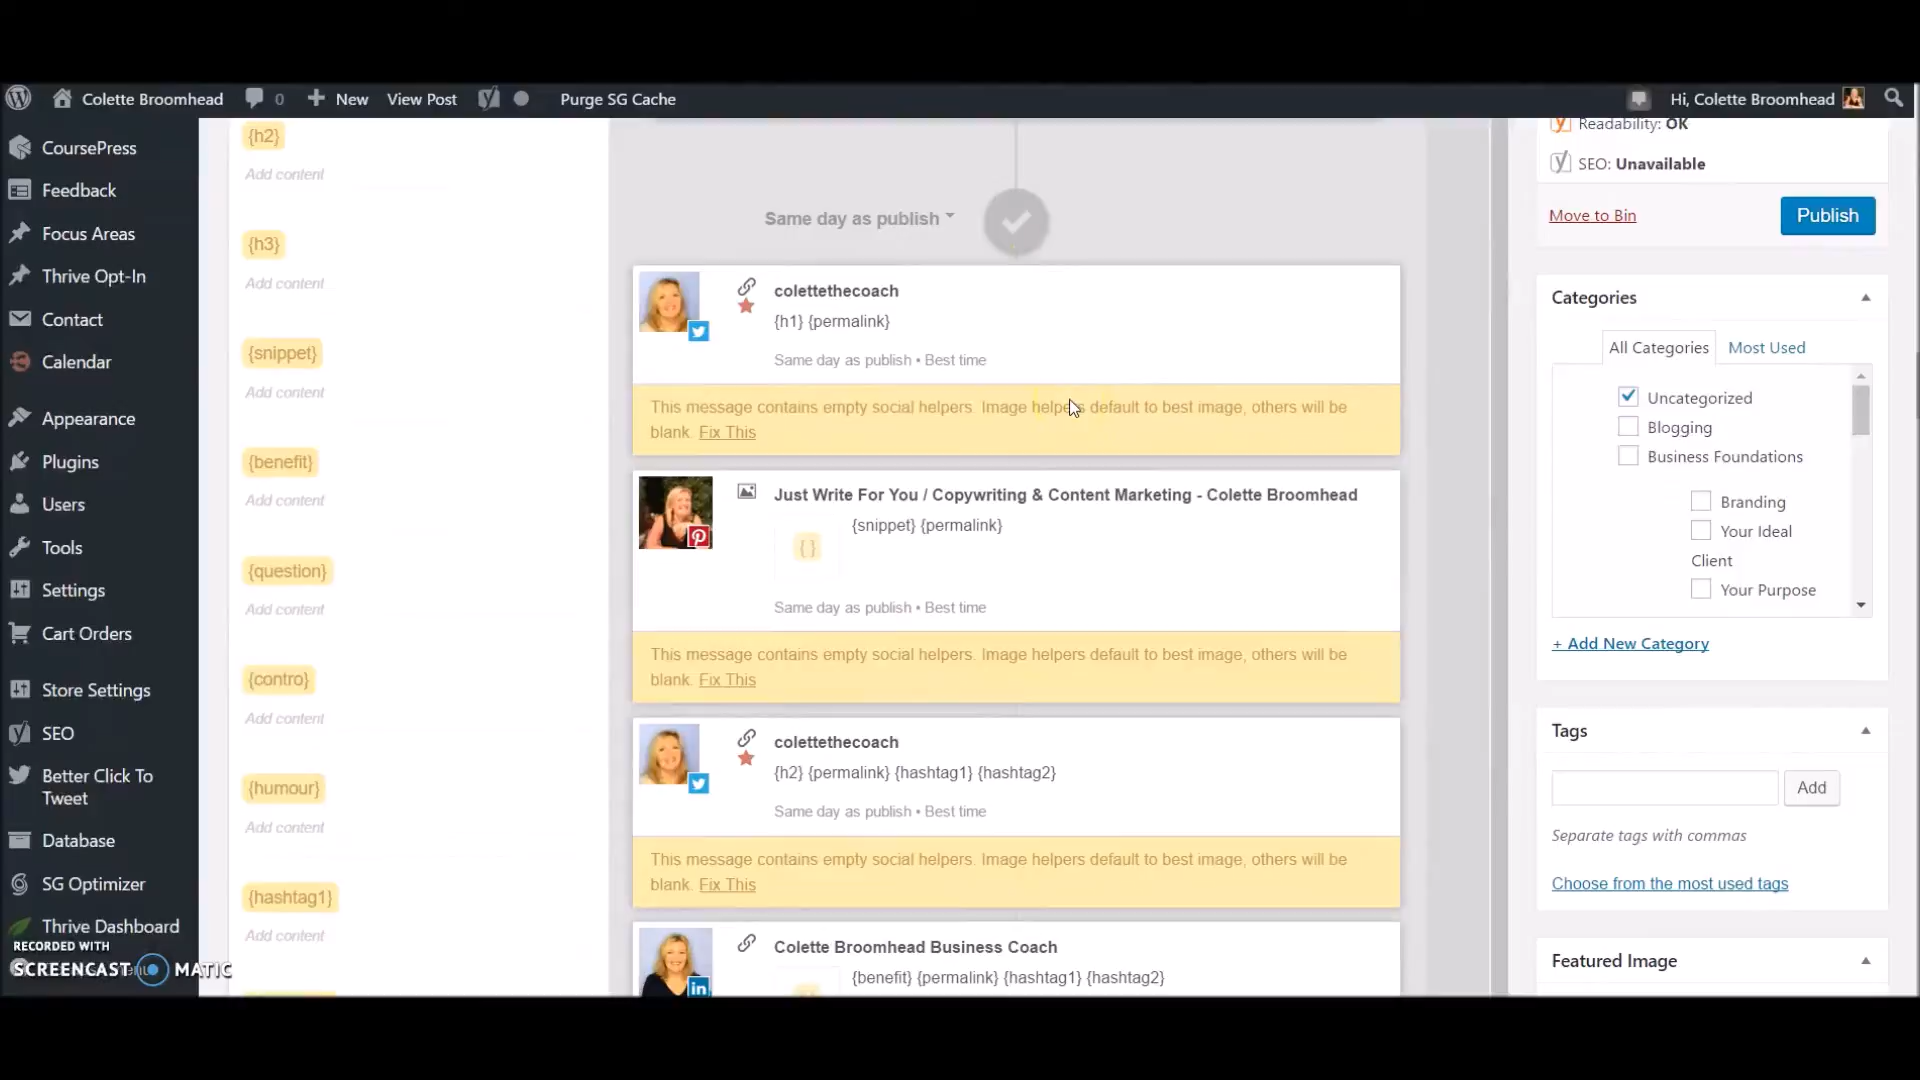 Colette Broomhead
0
New
View Post
Purge SG Cache
Hi, Colette Broomhead
CoursePress
Feedback
Focus Areas
Thrive Opt-In
Contact
Calendar
Appearance
Plugins
Users
Tools
Settings
Cart Orders
Store Settings
SEO
Better Click To
Tweet
Database
SG Optimizer
Thrive Dashboard
RECORDED WITH
SCREENCAST MATIC
{h2}
Add content
{h3}
Add content
{snippet}
Add content
{benefit}
Add content
{question}
Add content
{contro}
Add content
{humour}
Add content
{hashtag1}
Add content
Same day as publish
colettethecoach
{h1} {permalink}
Same day as publish • Best time
This message contains empty social helpers. Image helpers default to best image, others will be
blank. Fix This
Just Write For You / Copywriting & Content Marketing - Colette Broomhead
{snippet} {permalink}
{ }
Same day as publish • Best time
This message contains empty social helpers. Image helpers default to best image, others will be
blank. Fix This
colettethecoach
{h2} {permalink} {hashtag1} {hashtag2}
Same day as publish • Best time
This message contains empty social helpers. Image helpers default to best image, others will be
blank. Fix This
Colette Broomhead Business Coach
{benefit} {permalink} {hashtag1} {hashtag2}
in
Readability: OK
SEO: Unavailable
Move to Bin
Publish
Categories
All Categories
Most Used
Uncategorized
Blogging
Business Foundations
Branding
Your Ideal
Client
Your Purpose
+ Add New Category
Tags
Add
Separate tags with commas
Choose from the most used tags
Featured Image